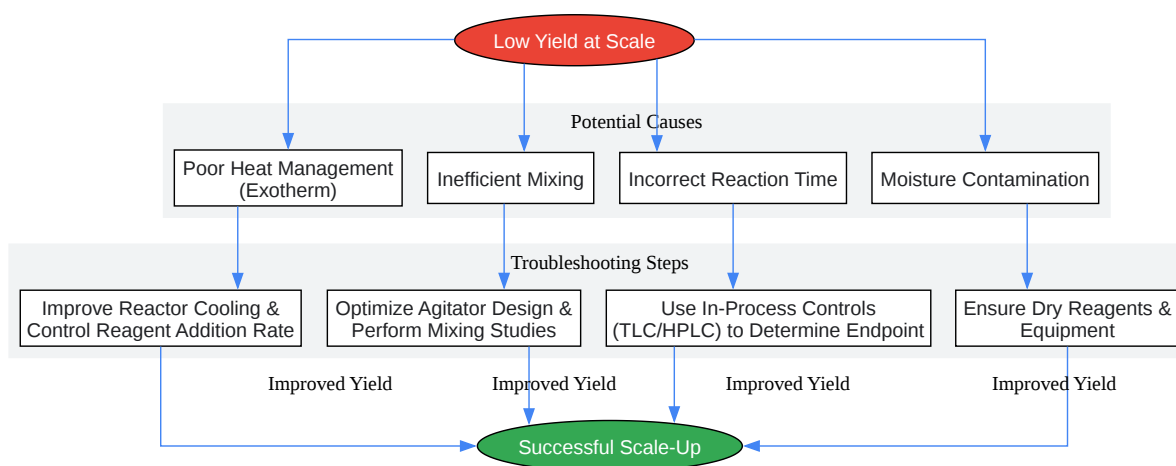 Low Yield at Scale
Potential Causes
Poor Heat Management
(Exotherm)
Inefficient Mixing
Incorrect Reaction Time
Moisture Contamination
Troubleshooting Steps
Improve Reactor Cooling &
Control Reagent Addition Rate
Optimize Agitator Design &
Perform Mixing Studies
Use In-Process Controls
(TLC/HPLC) to Determine Endpoint
Ensure Dry Reagents &
Equipment
Improved Yield
Improved Yield
Improved Yield
Improved Yield
Successful Scale-Up